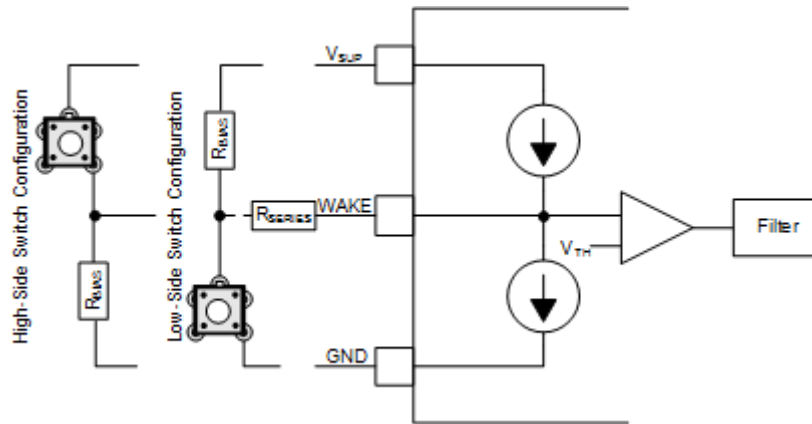 High-Side Switch Configuration
RBIAS
Low-Side Switch Configuration
RBIAS
RSERIES
VSUP
WAKE
GND
VTH
Filter